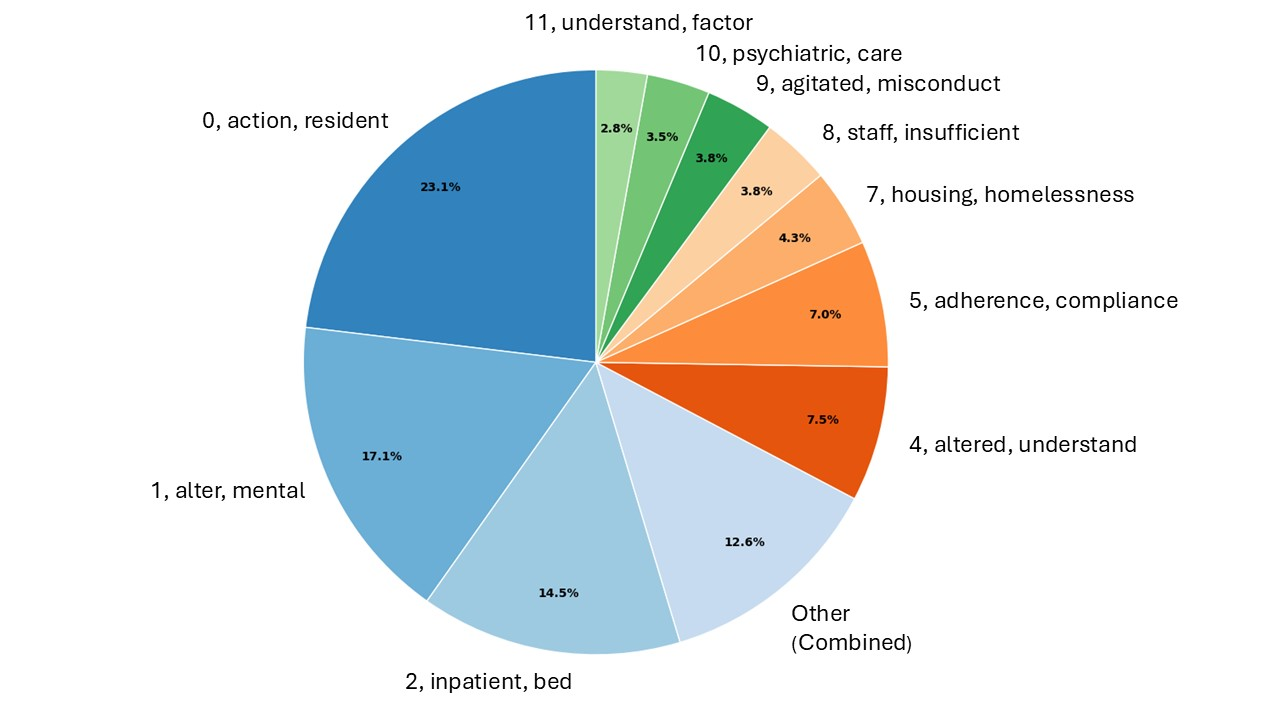 11, understand, factor
10, psychiatric, care
9, agitated, misconduct
0, action, resident
2.8%
3.5%
8, staff, insufficient
3.8%
23.1%
3.8%
7, housing, homelessness
4.3%
5, adherence, compliance
7.0%
7.5%
4, altered, understand
17.1%
1, alter, mental
12.6%
14.5%
Other
(Combined)
2, inpatient, bed